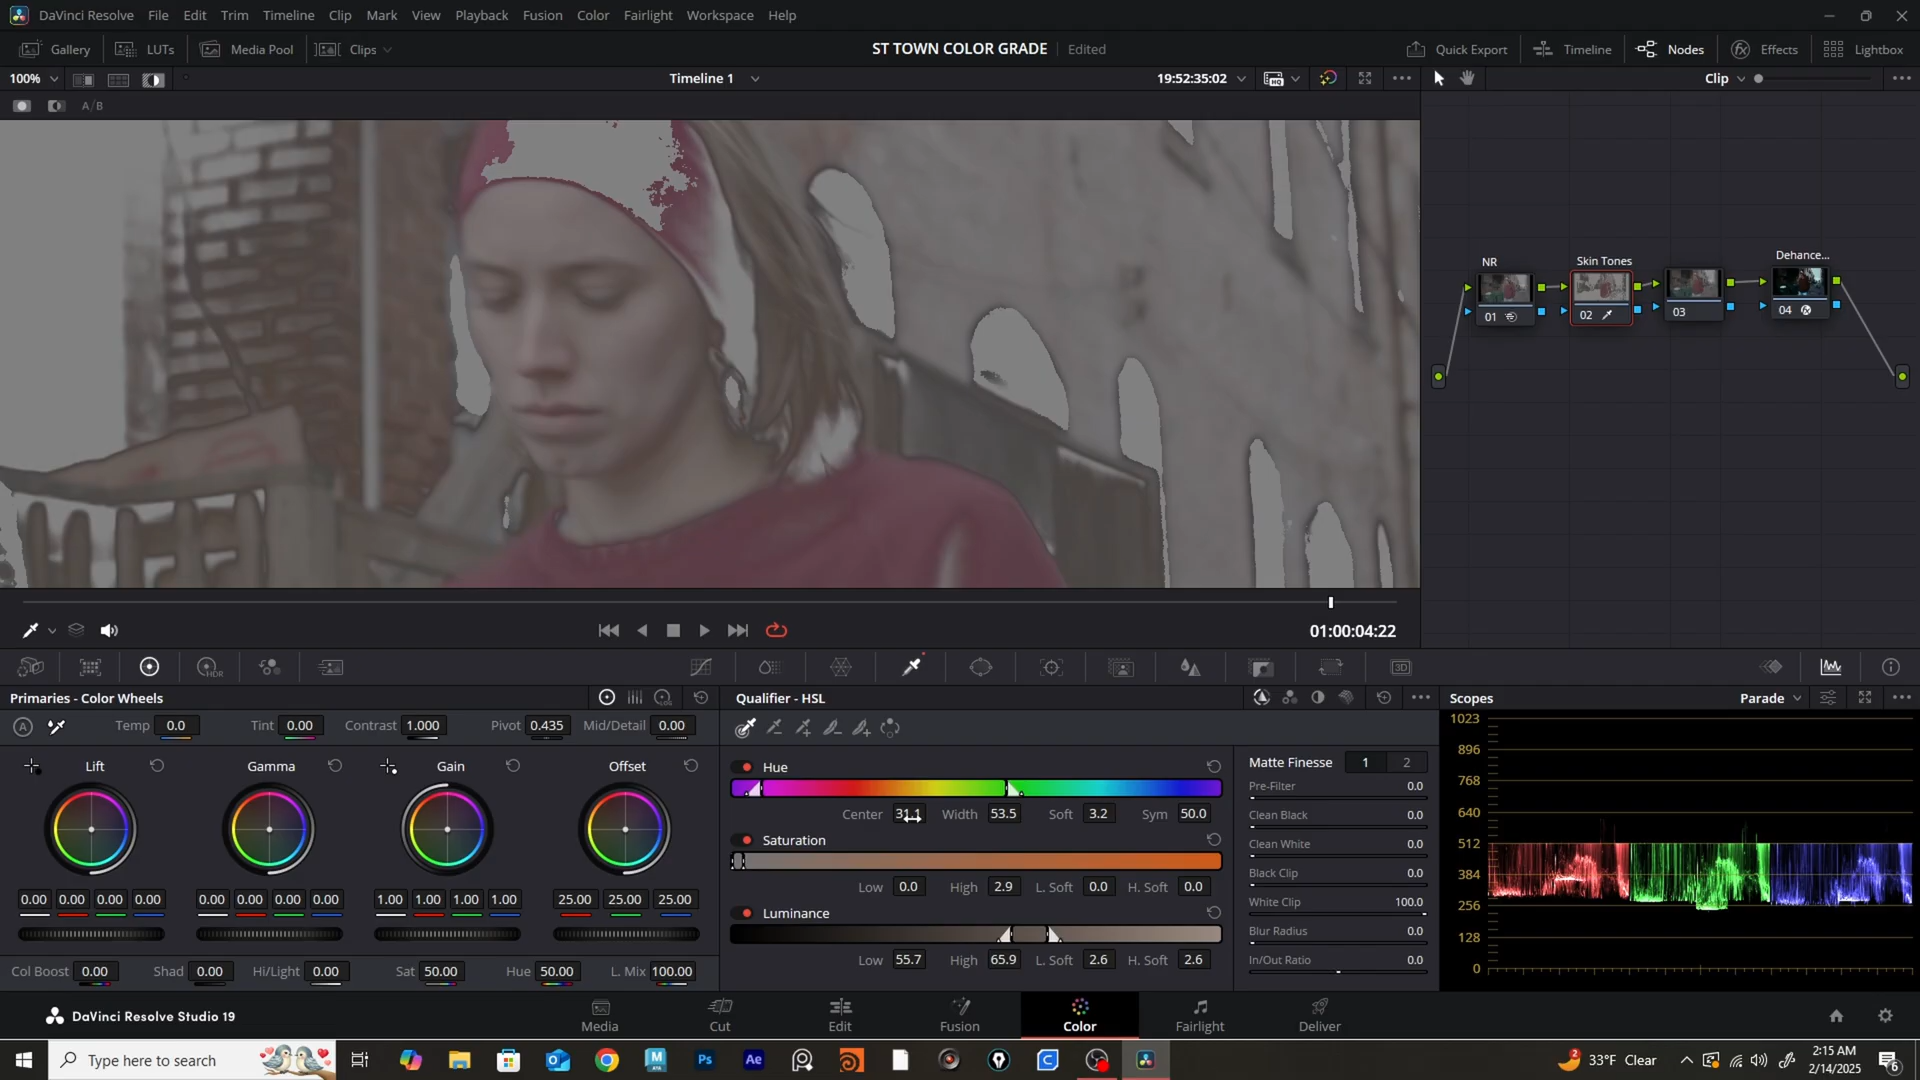 DaVinci Resolve File Edit Trim Timeline Clip Mark View Playback Fusion Color Fairlight Workspace Help
Gallery LUTs Media Pool Clips ST TOWN COLOR GRADE Edited Quick Export Timeline Nodes Effects Lightbox
100% Timeline 1 19:52:35:02 Clip
A/B
NR Skin Tones Dehance...
01 02 03 04
01:00:04:22
3D
Primaries - Color Wheels Qualifier - HSL Scopes Parade
A Temp 0.0 Tint 0.00 Contrast 1.000 Pivot 0.435 Mid/Detail 0.00
Lift Gamma Gain Offset
0.00 0.00 0.00 0.00 0.00 0.00 0.00 0.00 1.00 1.00 1.00 1.00 25.00 25.00 25.00
Col Boost 0.00 Shad 0.00 Hi/Light 0.00 Sat 50.00 Hue 50.00 L. Mix 100.00
Hue
Center 31.1 Width 53.5 Soft 3.2 Sym 50.0
Saturation
Low 0.0 High 2.9 L. Soft 0.0 H. Soft 0.0
Luminance
Low 55.7 High 65.9 L. Soft 2.6 H. Soft 2.6
Matte Finesse 1 2
Pre-Filter 0.0
Clean Black 0.0
Clean White 0.0
Black Clip 0.0
White Clip 100.0
Blur Radius 0.0
In/Out Ratio 0.0
1023
896
768
640
512
384
256
128
0
DaVinci Resolve Studio 19 Media Cut Edit Fusion Color Fairlight Deliver
Type here to search Ps Ae 2 33°F Clear 2:15 AM
2/14/2025 6